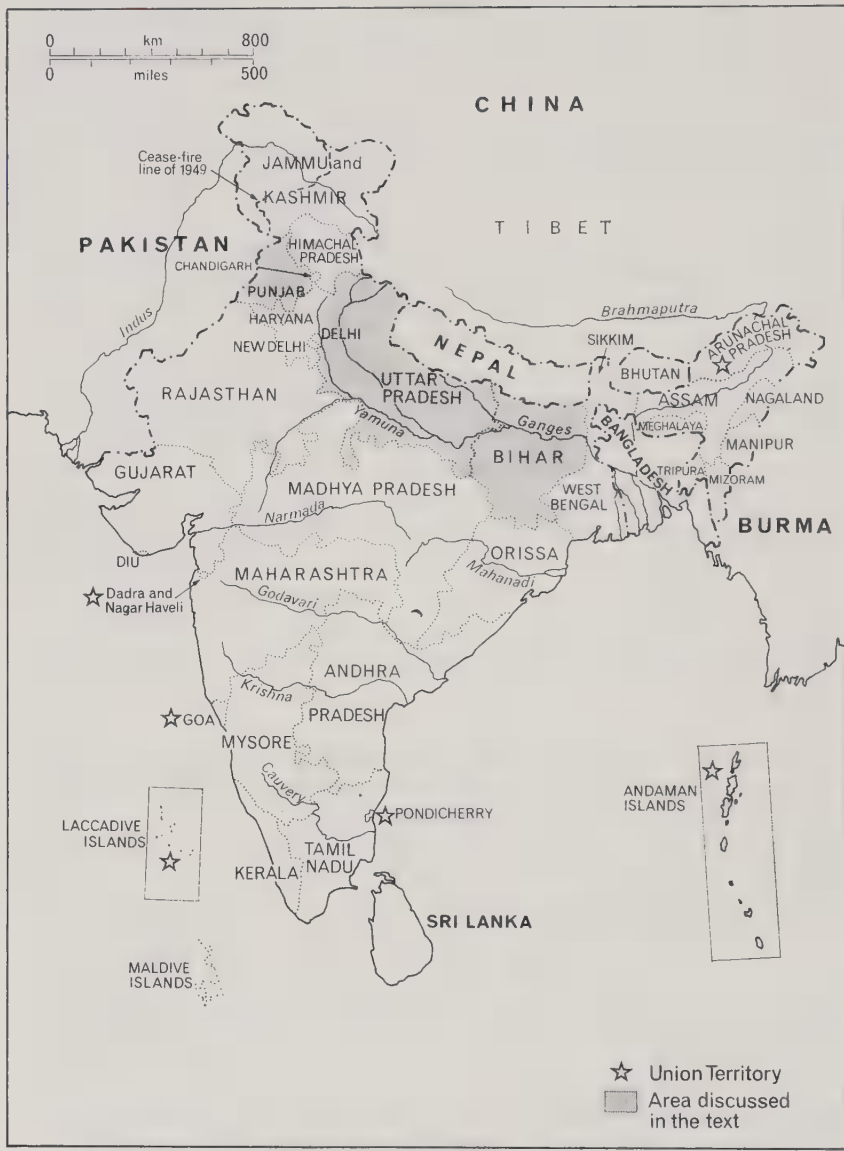 0 km 800
0 miles 500
CHINA
Cease-fire
line of 1949
JAMMU and
KASHMIR
TIBET
PAKISTAN
HIMACHAL
PRADESH
CHANDIGARH
PUNJAB
Indus
HARYANA
NEW DELHI
DELHI
Brahmaputra
NEPAL
SIKKIM
ARUNACHAL
PRADESH
BHUTAN
RAJASTHAN
UTTAR
PRADESH
ASSAM
NAGALAND
Yamuna
Ganges
MEGHALAYA
BANGLADESH
MANIPUR
GUJARAT
BIHAR
TRIPURA
MIZORAM
MADHYA PRADESH
WEST
BENGAL
Narmada
BURMA
DIU
ORISSA
Mahanadi
MAHARASHTRA
Dadra and
Nagar Haveli
Godavari
ANDHRA
PRADESH
Krishna
GOA
MYSORE
Cauvery
ANDAMAN
ISLANDS
PONDICHERRY
LACCADIVE
ISLANDS
TAMIL
NADU
KERALA
SRI LANKA
MALDIVE
ISLANDS
Union Territory
Area discussed
in the text